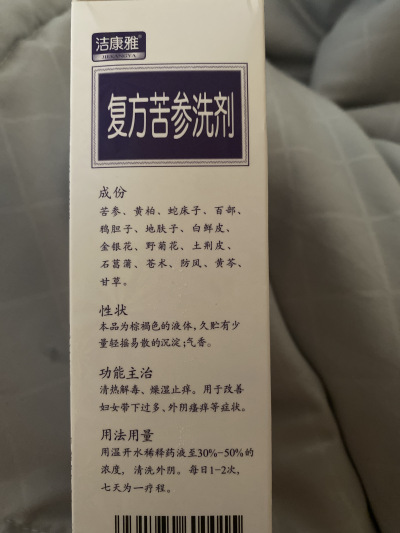 洁康雅®
JIEKANGYA
复方苦参洗剂
成份
苦参、黄柏、蛇床子、百部、
鸦胆子、地肤子、白鲜皮、
金银花、野菊花、土荆皮、
石菖蒲、苍术、防风、黄芩、
甘草。
性状
本品为棕褐色的液体,久贮有少
量轻摇易散的沉淀;气香。
功能主治
清热解毒、燥湿止痒。用于改善
妇女带下过多、外阴瘙痒等症状。
用法用量
用温开水稀释药液至30%-50%的
浓度，清洗外阴。每日1-2次，
七天为一疗程。